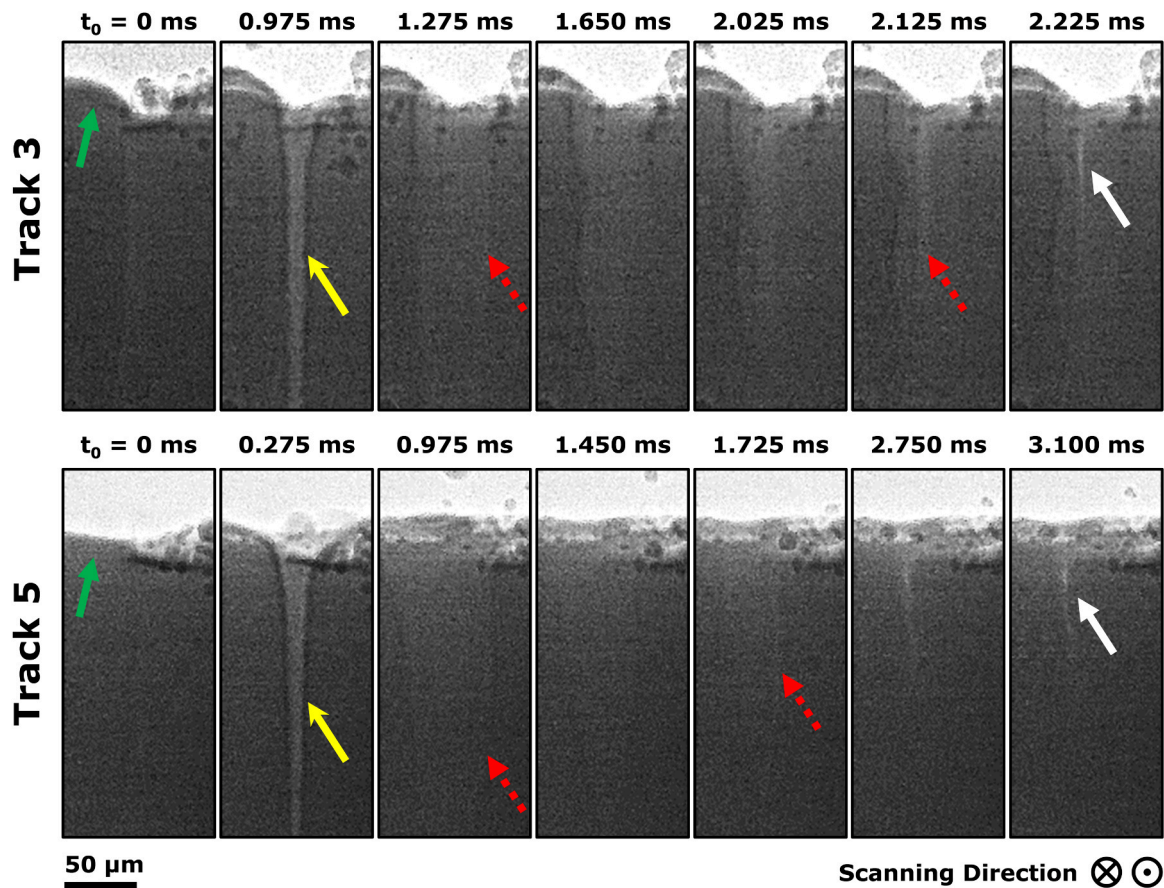 t₀ = 0 ms 0.975 ms 1.275 ms 1.650 ms 2.025 ms 2.125 ms 2.225 ms
Track 3
t₀ = 0 ms 0.275 ms 0.975 ms 1.450 ms 1.725 ms 2.750 ms 3.100 ms
Track 5
50 µm
Scanning Direction